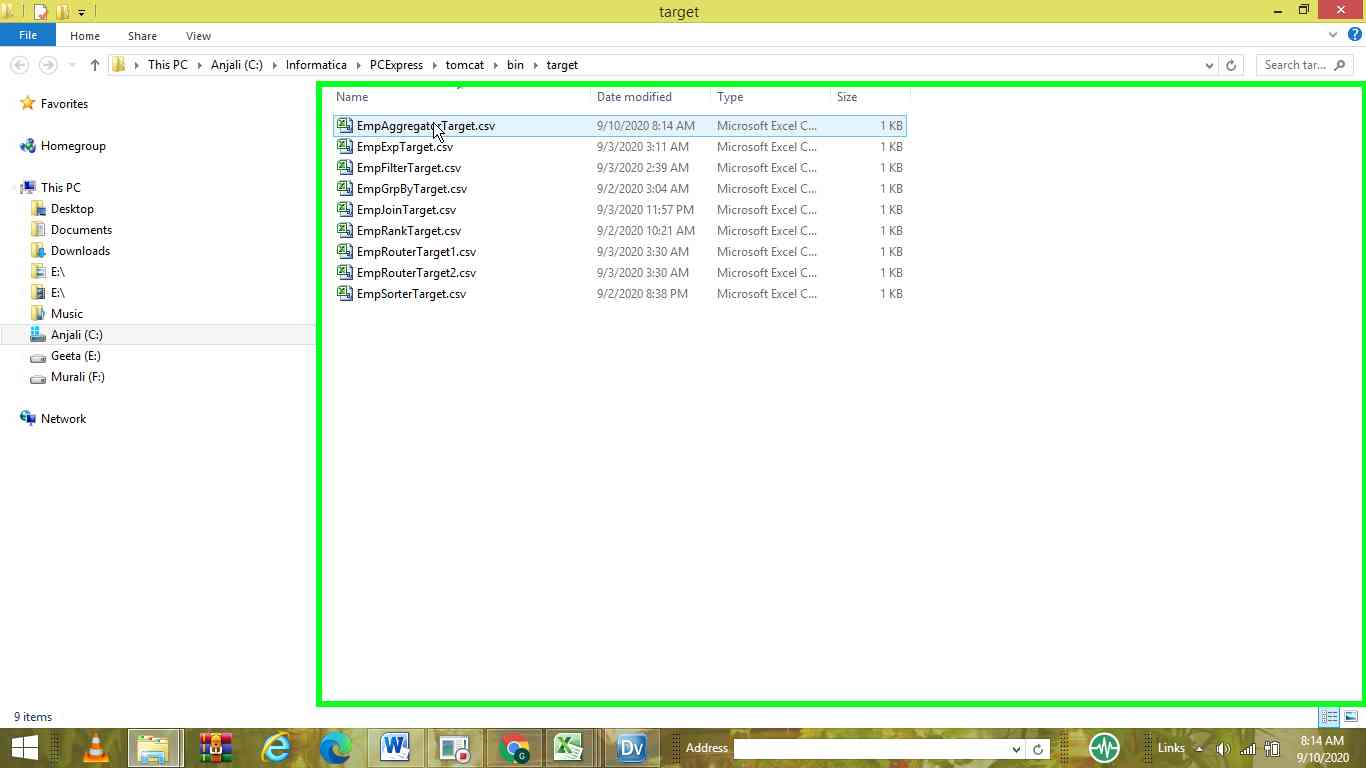 target
File Home Share View
This PC Anjali (C:) Informatica PCExpress tomcat bin target Search tar...
Favorites
Homegroup
This PC
Desktop
Documents
Downloads
E:\
E:\
Music
Anjali (C:)
Geeta (E:)
Murali (F:)
Network
Name Date modified Type Size
EmpAggregatorTarget.csv 9/10/2020 8:14 AM Microsoft Excel C... 1 KB
EmpExpTarget.csv 9/3/2020 3:11 AM Microsoft Excel C... 1 KB
EmpFilterTarget.csv 9/3/2020 2:39 AM Microsoft Excel C... 1 KB
EmpGrpByTarget.csv 9/2/2020 3:04 AM Microsoft Excel C... 1 KB
EmpJoinTarget.csv 9/3/2020 11:57 PM Microsoft Excel C... 1 KB
EmpRankTarget.csv 9/2/2020 10:21 AM Microsoft Excel C... 1 KB
EmpRouterTarget1.csv 9/3/2020 3:30 AM Microsoft Excel C... 1 KB
EmpRouterTarget2.csv 9/3/2020 3:30 AM Microsoft Excel C... 1 KB
EmpSorterTarget.csv 9/2/2020 8:38 PM Microsoft Excel C... 1 KB
9 items
Dv Address Links 8:14 AM
9/10/2020